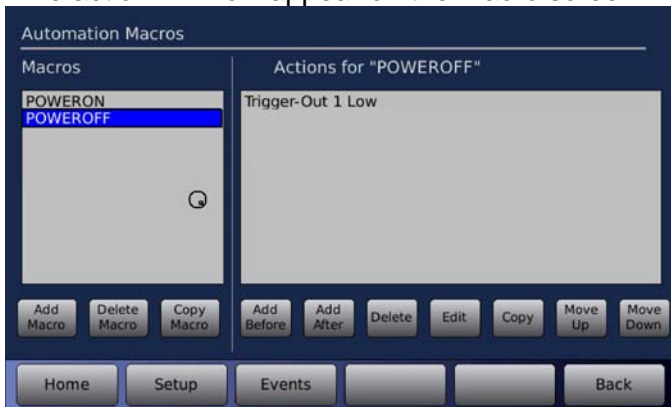 Automation Macros
Macros
Actions for "POWEROFF"
POWERON
POWEROFF
Trigger-Out 1 Low
Add Macro
Delete Macro
Copy Macro
Add Before
Add After
Delete
Edit
Copy
Move Up
Move Down
Home
Setup
Events
Back